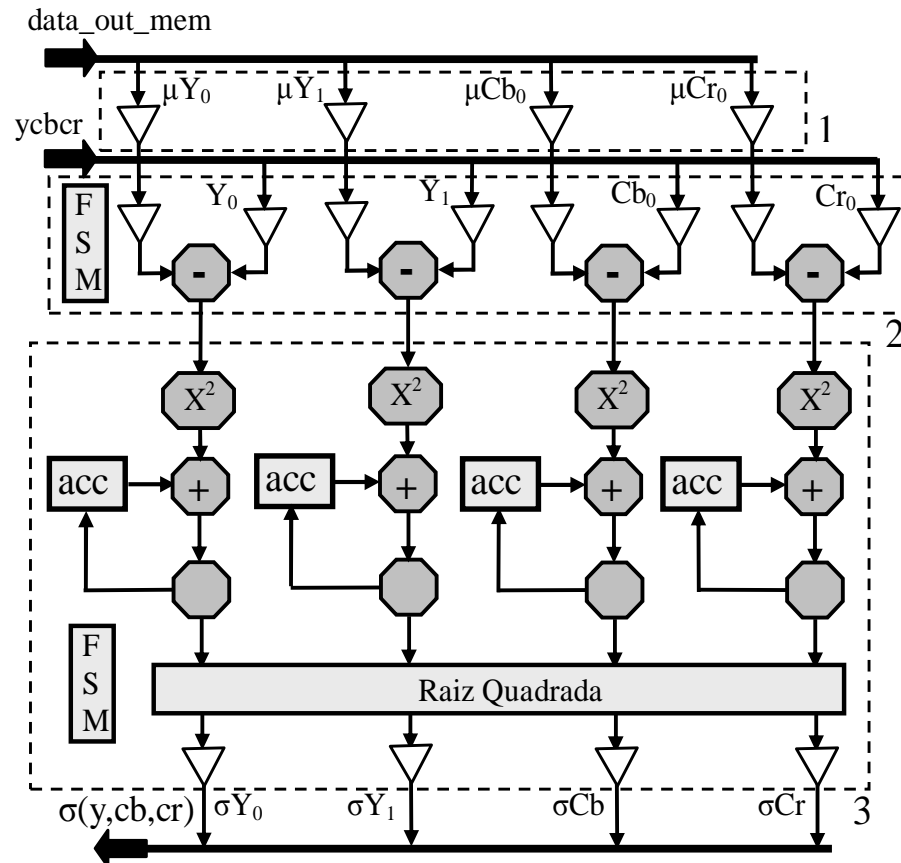 data_out_mem
μY₀ μY₁ μCb₀ μCr₀
1
ycbcr
Y₀ Y₁ Cb₀ Cr₀
F
S
M
- - - -
2
X² X² X² X²
acc + acc + acc + acc +
F
S
M
Raiz Quadrada
σY₀ σY₁ σCb σCr
3
σ(y,cb,cr)